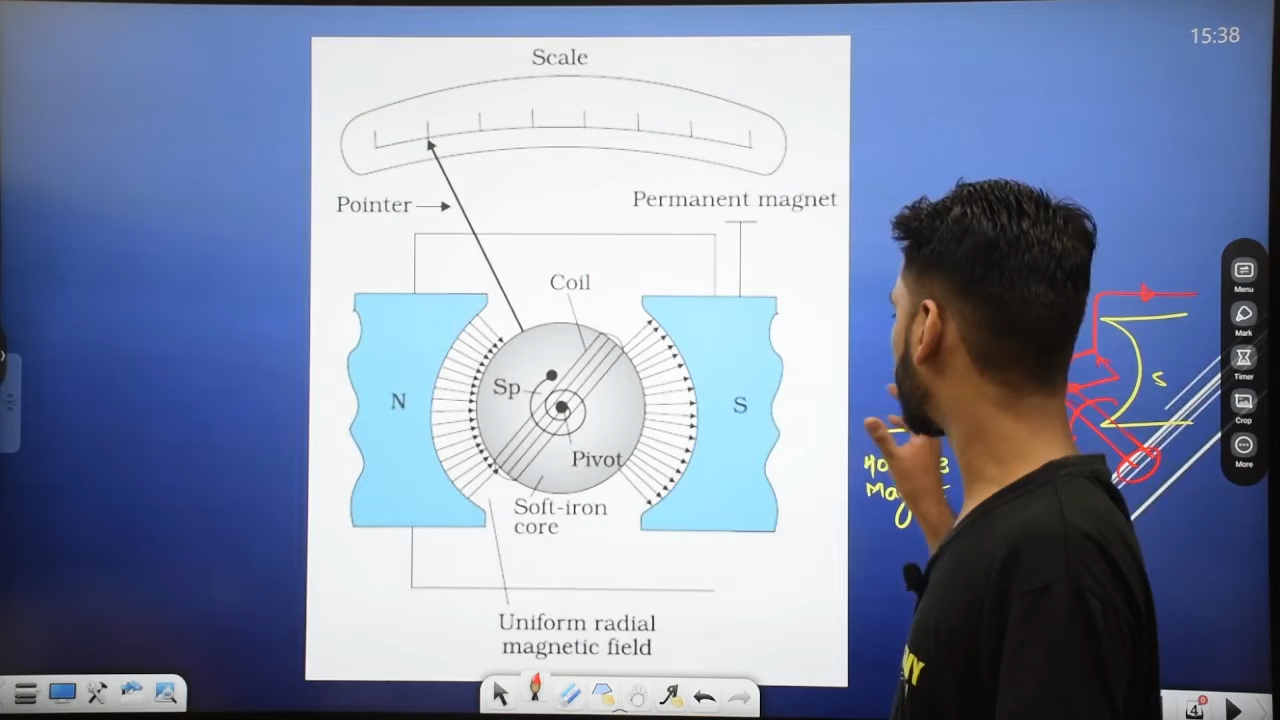 15:38
Scale
Pointer
Permanent magnet
Coil
N
Sp
S
Pivot
Soft-iron
core
Uniform radial
magnetic field
S
Menu
Mark
Timer
Crop
More
4